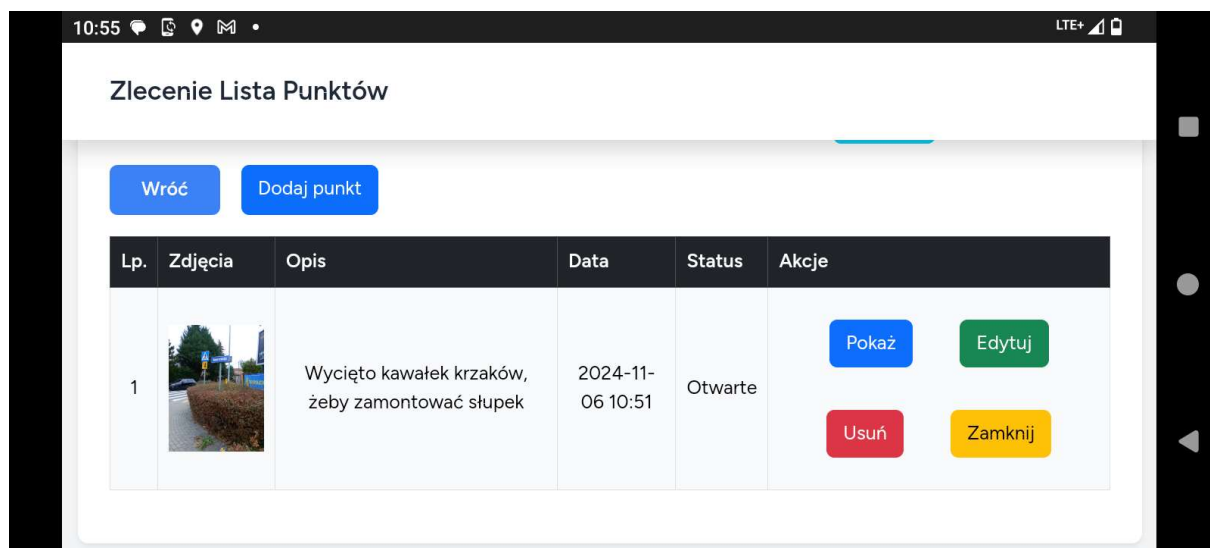 10:55
LTE+
Zlecenie Lista Punktów
Wróć
Dodaj punkt
Lp. Zdjęcia Opis Data Status Akcje
1
Wycięto kawałek krzaków,
żeby zamontować słupek
2024-11-
06 10:51
Otwarte
Pokaż
Edytuj
Usuń
Zamknij